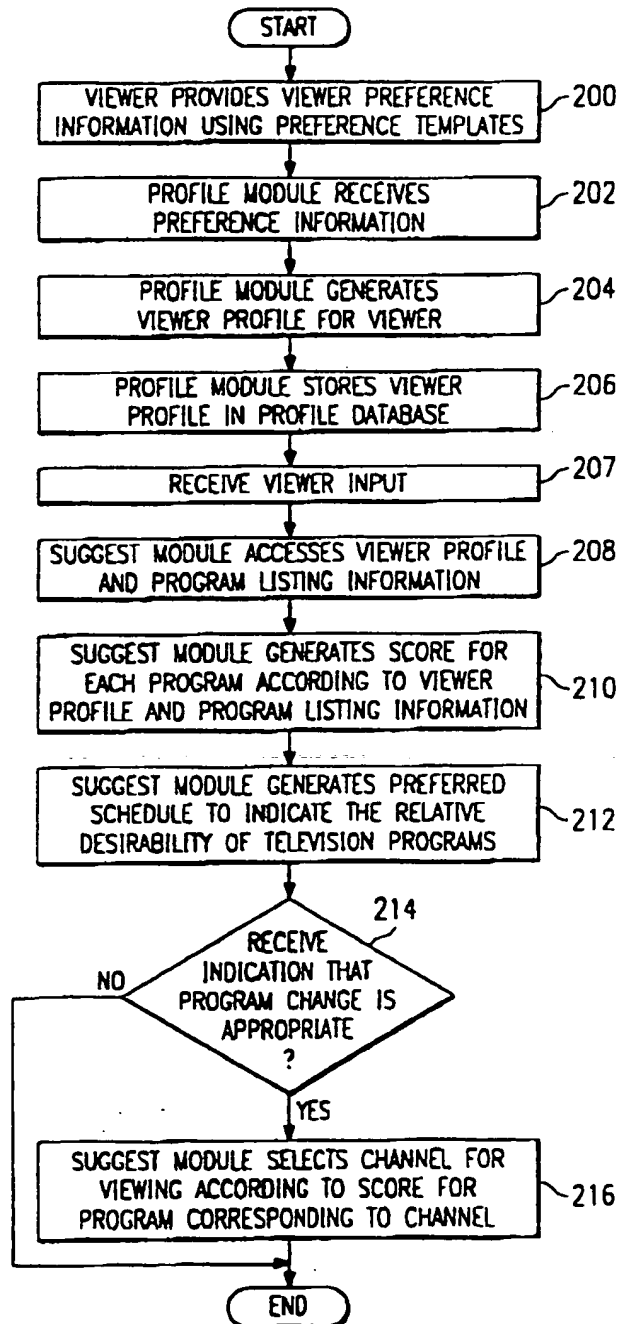 START
VIEWER PROVIDES VIEWER PREFERENCE
INFORMATION USING PREFERENCE TEMPLATES
200
PROFILE MODULE RECEIVES
PREFERENCE INFORMATION
202
PROFILE MODULE GENERATES
VIEWER PROFILE FOR VIEWER
204
PROFILE MODULE STORES VIEWER
PROFILE IN PROFILE DATABASE
206
RECEIVE VIEWER INPUT
207
SUGGEST MODULE ACCESSES VIEWER PROFILE
AND PROGRAM LISTING INFORMATION
208
SUGGEST MODULE GENERATES SCORE FOR
EACH PROGRAM ACCORDING TO VIEWER
PROFILE AND PROGRAM LISTING INFORMATION
210
SUGGEST MODULE GENERATES PREFERRED
SCHEDULE TO INDICATE THE RELATIVE
DESIRABILITY OF TELEVISION PROGRAMS
212
214
RECEIVE
INDICATION THAT
PROGRAM CHANGE IS
APPROPRIATE
?
NO
YES
SUGGEST MODULE SELECTS CHANNEL FOR
VIEWING ACCORDING TO SCORE FOR
PROGRAM CORRESPONDING TO CHANNEL
216
END